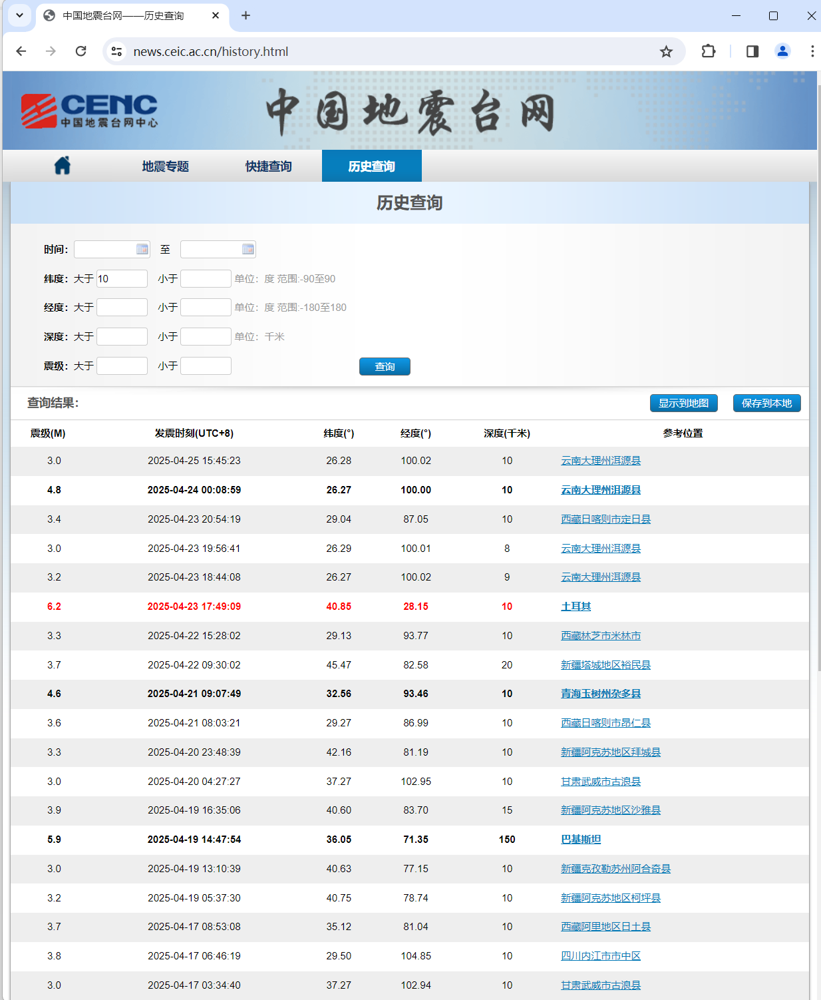 中国地震台网——历史查询
news.ceic.ac.cn/history.html
CENC
中国地震台网中心
中国地震台网
地震专题 快捷查询 历史查询
历史查询
时间： 至
纬度：大于 10 小于 单位：度 范围:-90至90
经度：大于 小于 单位：度 范围:-180至180
深度：大于 小于 单位：千米
震级：大于 小于 查询
查询结果： 显示到地图 保存到本地
震级(M) 发震时刻(UTC+8) 纬度(°) 经度(°) 深度(千米) 参考位置
3.0 2025-04-25 15:45:23 26.28 100.02 10 云南大理州洱源县
4.8 2025-04-24 00:08:59 26.27 100.00 10 云南大理州洱源县
3.4 2025-04-23 20:54:19 29.04 87.05 10 西藏日喀则市定日县
3.0 2025-04-23 19:56:41 26.29 100.01 8 云南大理州洱源县
3.2 2025-04-23 18:44:08 26.27 100.02 9 云南大理州洱源县
6.2 2025-04-23 17:49:09 40.85 28.15 10 土耳其
3.3 2025-04-22 15:28:02 29.13 93.77 10 西藏林芝市米林市
3.7 2025-04-22 09:30:02 45.47 82.58 20 新疆塔城地区裕民县
4.6 2025-04-21 09:07:49 32.56 93.46 10 青海玉树州杂多县
3.6 2025-04-21 08:03:21 29.27 86.99 10 西藏日喀则市昂仁县
3.3 2025-04-20 23:48:39 42.16 81.19 10 新疆阿克苏地区拜城县
3.0 2025-04-20 04:27:27 37.27 102.95 10 甘肃武威市古浪县
3.9 2025-04-19 16:35:06 40.60 83.70 15 新疆阿克苏地区沙雅县
5.9 2025-04-19 14:47:54 36.05 71.35 150 巴基斯坦
3.0 2025-04-19 13:10:39 40.63 77.15 10 新疆克孜勒苏州阿合奇县
3.2 2025-04-19 05:37:30 40.75 78.74 10 新疆阿克苏地区柯坪县
3.7 2025-04-17 08:53:08 35.12 81.04 10 西藏阿里地区日土县
3.8 2025-04-17 06:46:19 29.50 104.85 10 四川内江市市中区
3.0 2025-04-17 03:34:40 37.27 102.94 10 甘肃武威市古浪县